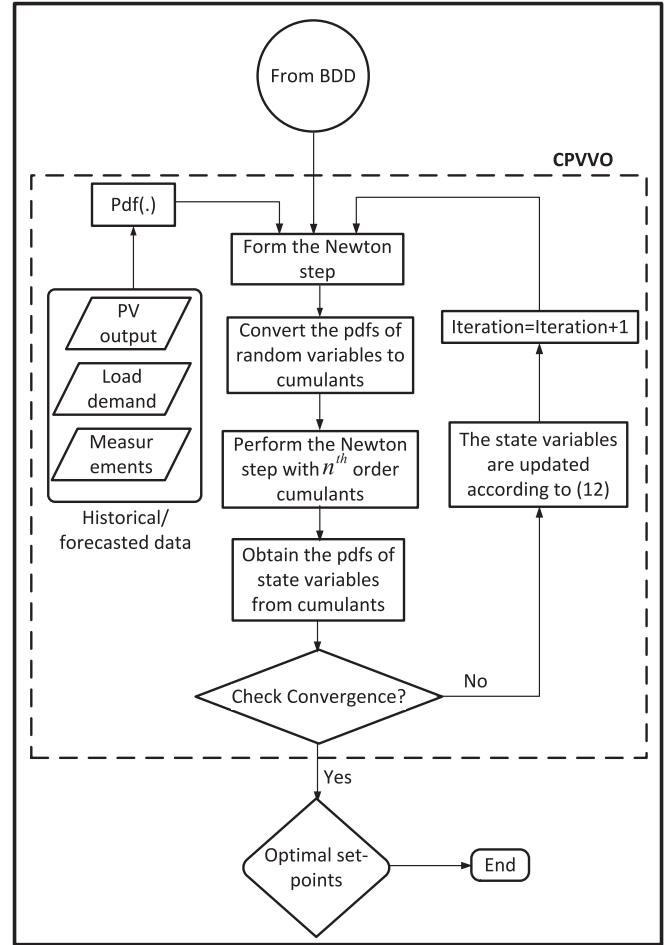 From BDD
CPVVO
Pdf(.)
Form the Newton
step
PV
output
Load
demand
Measur
ements
Historical/
forecasted data
Convert the pdfs of
random variables to
cumulants
Perform the Newton
step with nth order
cumulants
Obtain the pdfs of
state variables
from cumulants
Check Convergence?
No
The state variables
are updated
according to (12)
Iteration=Iteration+1
Yes
Optimal set-
points
End